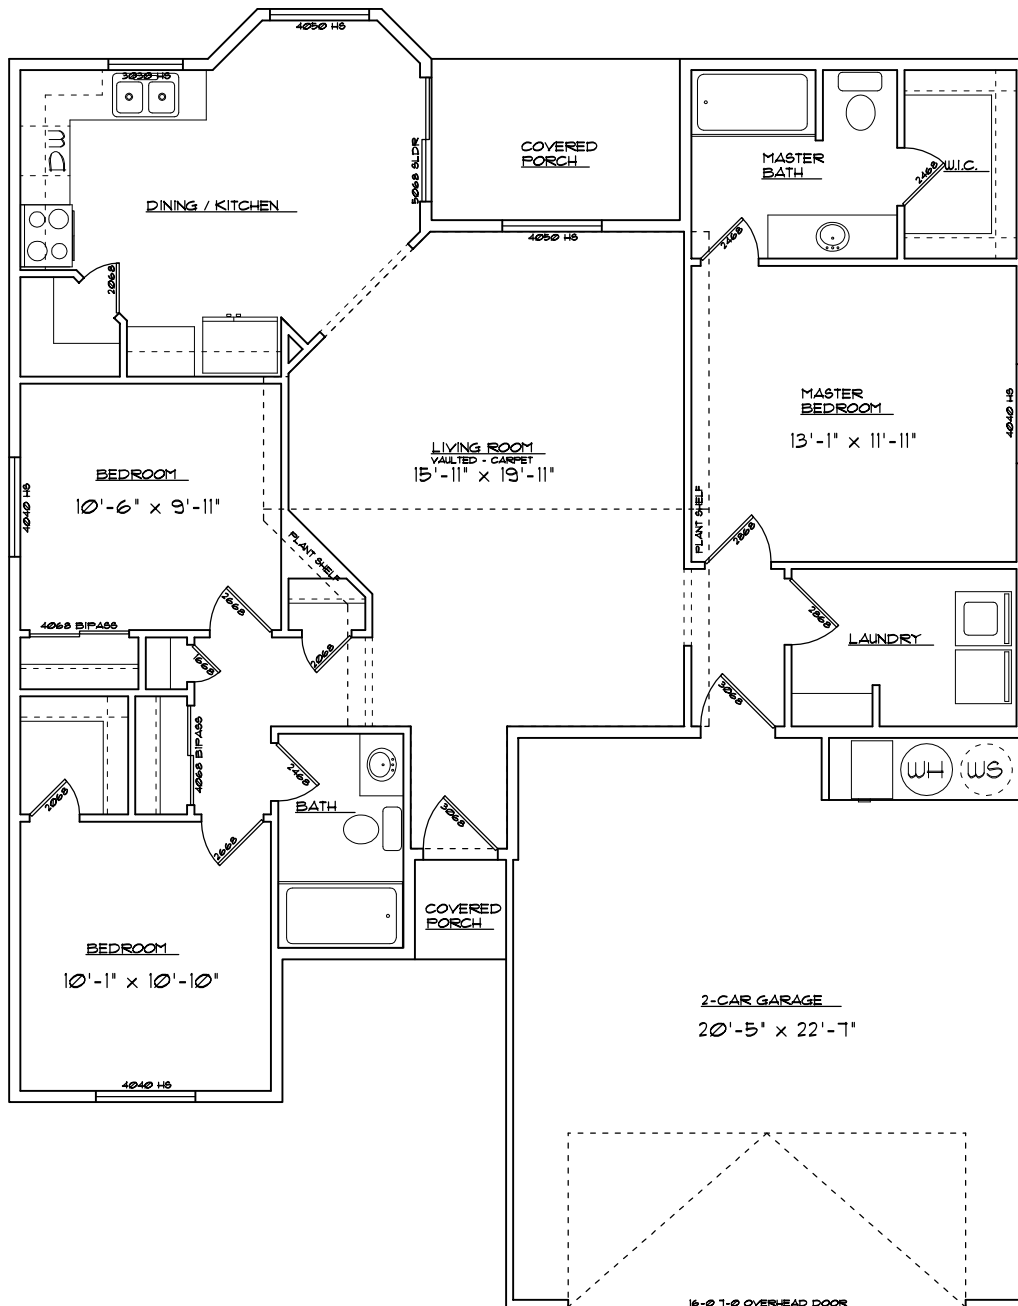 4050 HS
3030 HS
DW
DINING / KITCHEN
5068 SLDR
COVERED
PORCH
4050 HS
MASTER
BATH
2468
W.I.C.
2468
2068
MASTER
BEDROOM
13'-1" x 11'-11"
4040 HS
LIVING ROOM
VAULTED - CARPET
15'-11" x 19'-11"
BEDROOM
10'-6" x 9'-11"
4040 HS
PLANT SHELF
PLANT SHELF
2868
2668
4068 BIPASS
2068
1668
2868
LAUNDRY
3068
4068 BIPASS
2068
2468
BATH
2668
3068
WH
WS
COVERED
PORCH
BEDROOM
10'-1" x 10'-10"
4040 HS
2-CAR GARAGE
20'-5" x 22'-7"
16-0 7-0 OVERHEAD DOOR